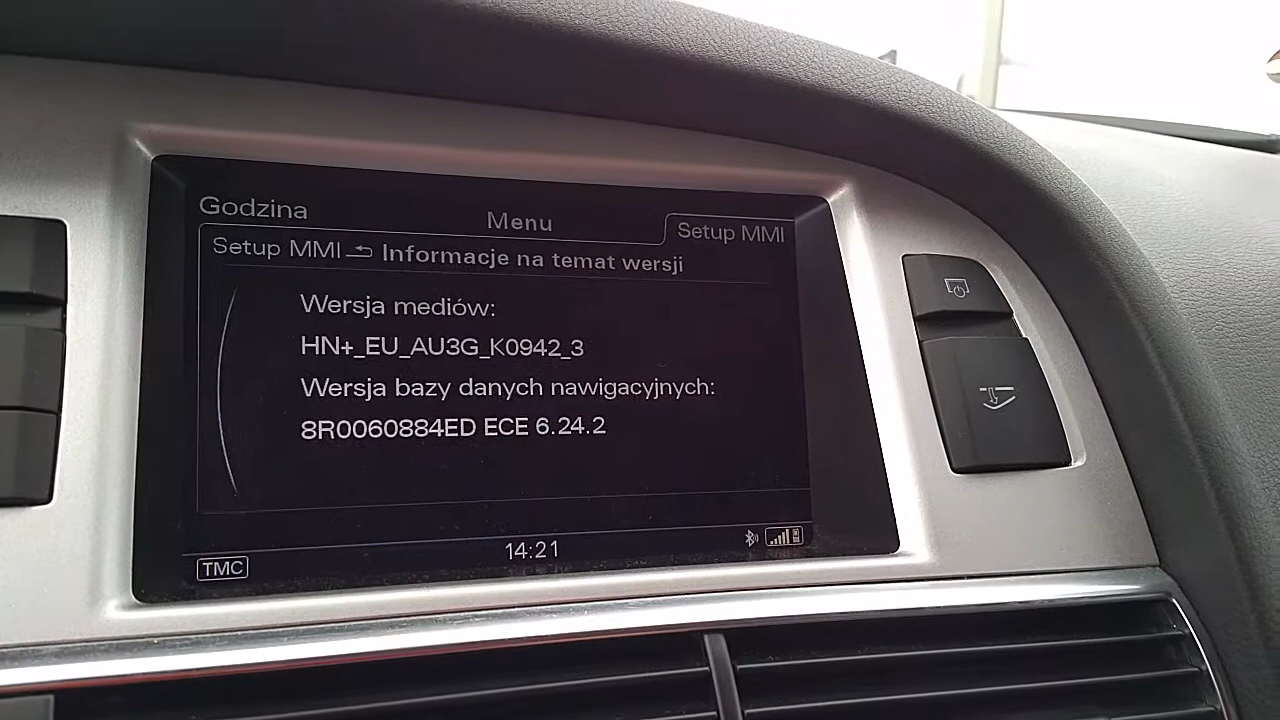 Godzina
Menu
Setup MMI
Setup MMI Informacje na temat wersji
Wersja mediów:
HN+_EU_AU3G_K0942_3
Wersja bazy danych nawigacyjnych:
8R0060884ED ECE 6.24.2
TMC
14:21